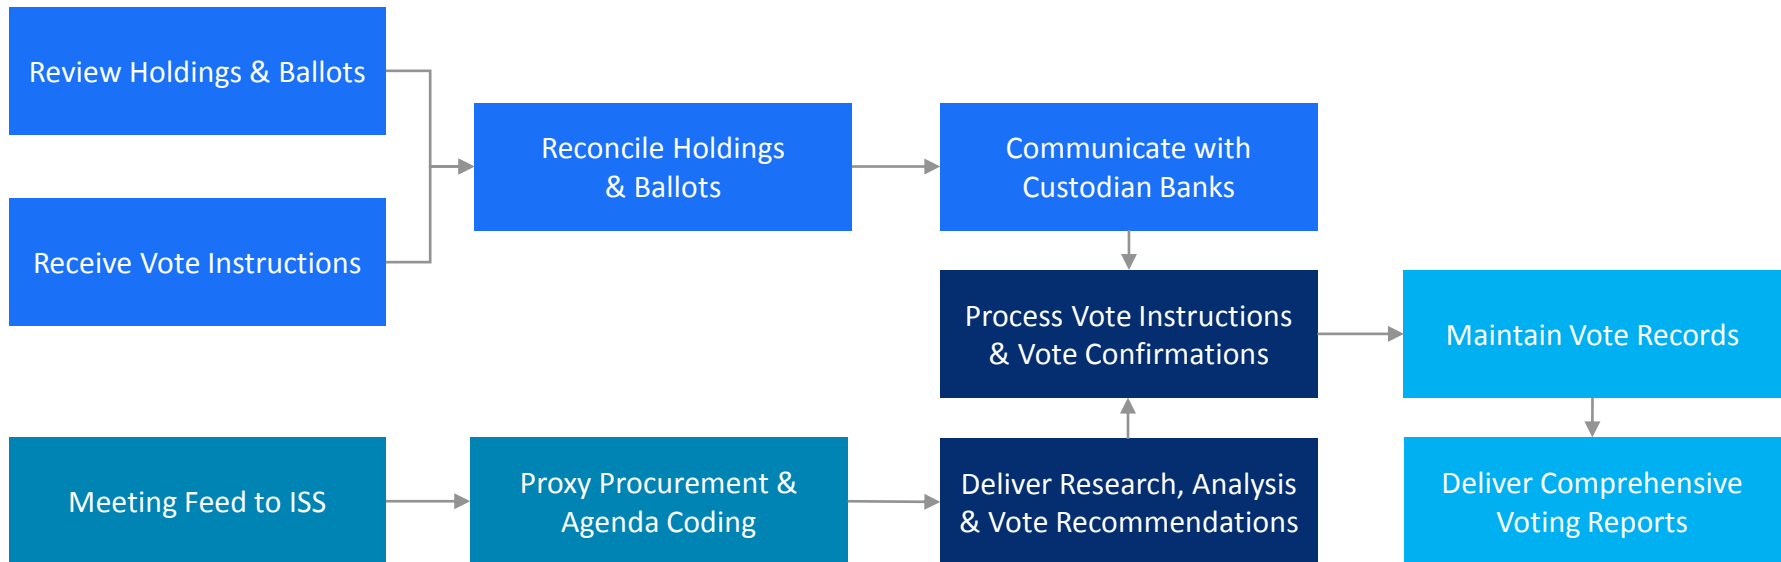 Review Holdings & Ballots
Receive Vote Instructions
Reconcile Holdings
& Ballots
Communicate with
Custodian Banks
Process Vote Instructions
& Vote Confirmations
Maintain Vote Records
Meeting Feed to ISS
Proxy Procurement &
Agenda Coding
Deliver Research, Analysis
& Vote Recommendations
Deliver Comprehensive
Voting Reports